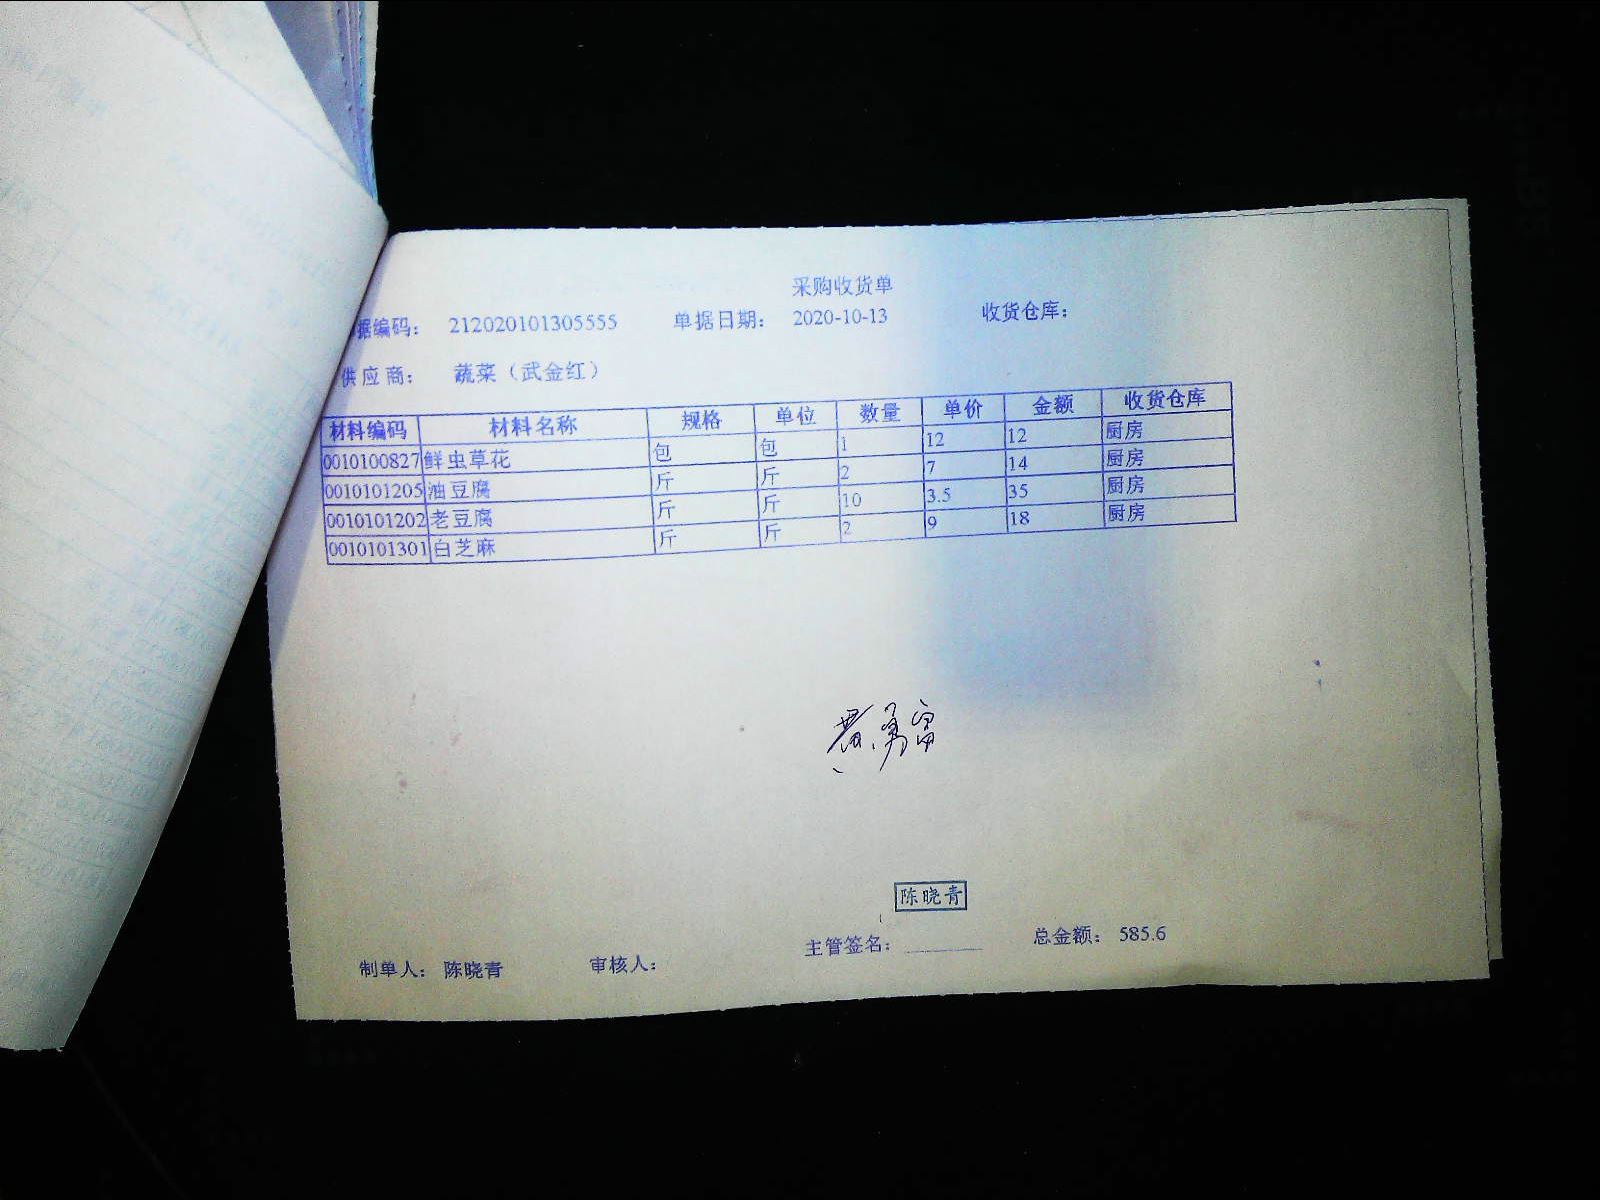 采购收货单
据编码： 212020101305555 单据日期： 2020-10-13 收货仓库：
供应商： 蔬菜（武金红）
材料编码 材料名称 规格 单位 数量 单价 金额 收货仓库
0010100827 鲜虫草花 包 包 1 12 12 厨房
0010101205 油豆腐 斤 斤 2 7 14 厨房
0010101202 老豆腐 斤 斤 10 3.5 35 厨房
0010101301 白芝麻 斤 斤 2 9 18 厨房
陈晓青
制单人： 陈晓青 审核人： 主管签名： 总金额： 585.6